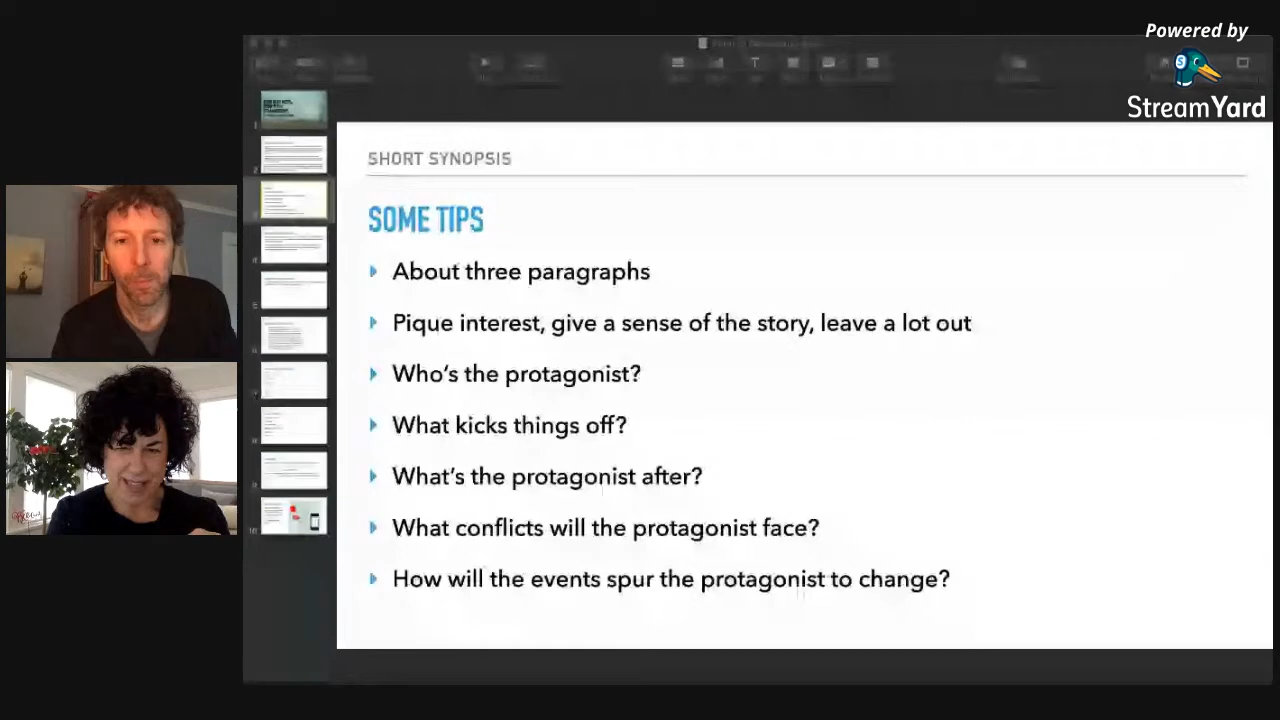 Powered by
StreamYard
SHORT SYNOPSIS
SOME TIPS
About three paragraphs
Pique interest, give a sense of the story, leave a lot out
Who's the protagonist?
What kicks things off?
What's the protagonist after?
What conflicts will the protagonist face?
How will the events spur the protagonist to change?